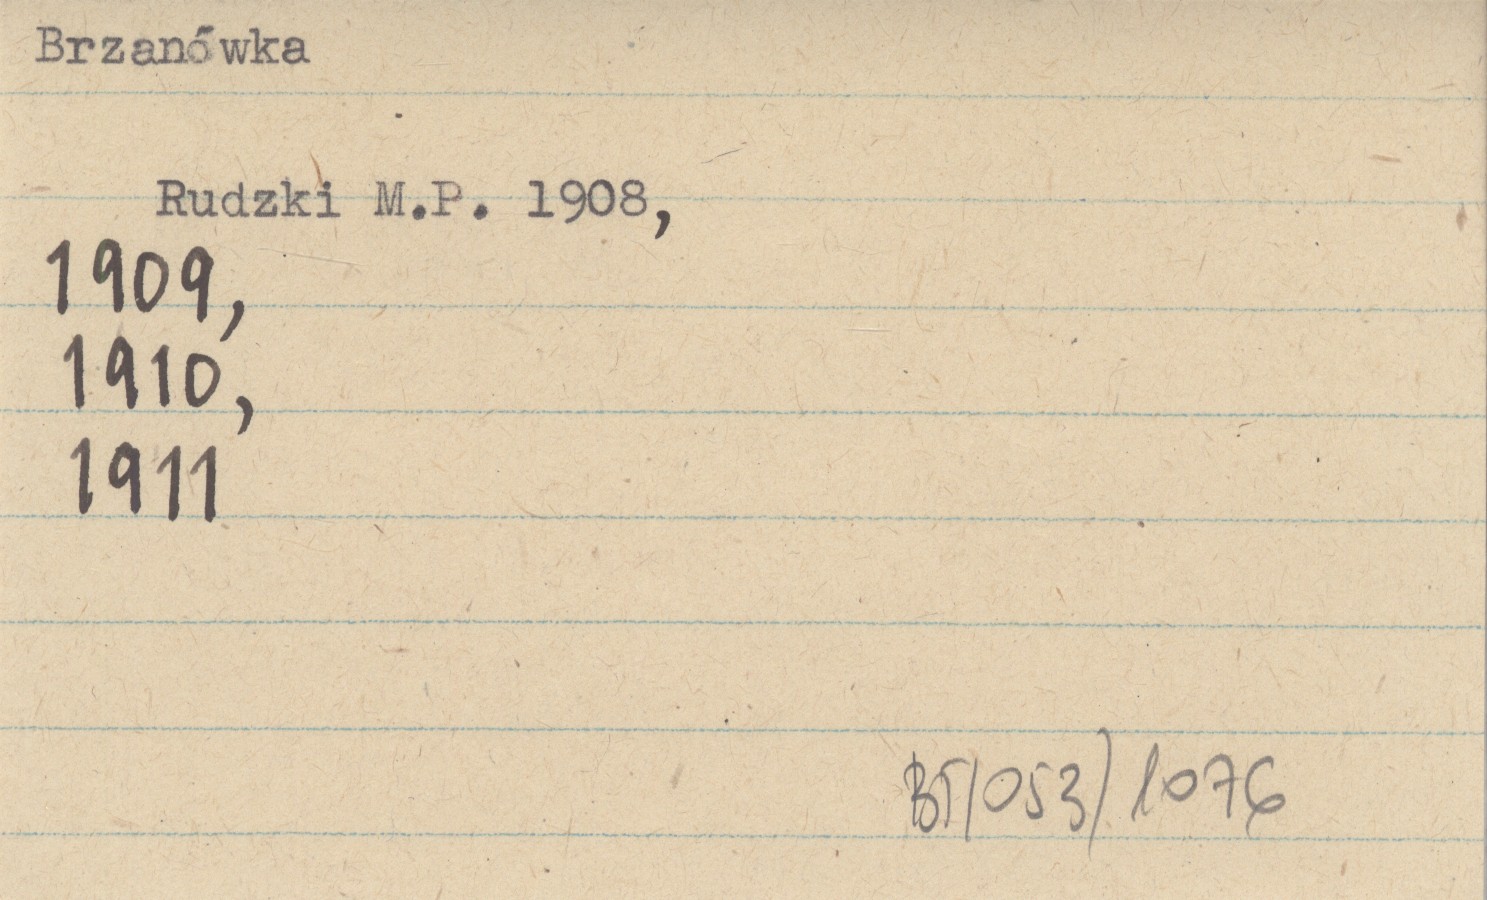 Brzanówka
Rudzki M.P. 1908,
1909,
1910,
1911
BT/053/1076